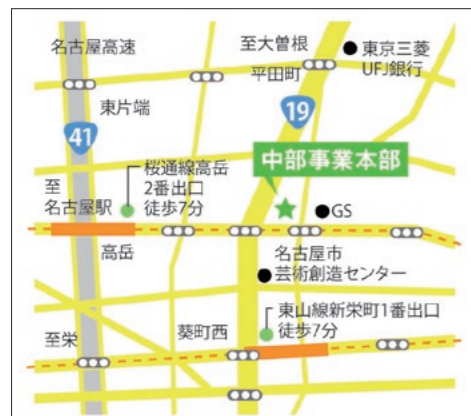 名古屋高速
至大曽根
東京三菱
UFJ銀行
平田町
東片端
19
41
中部事業本部
桜通線高岳
2番出口
徒歩7分
至
名古屋駅
GS
高岳
名古屋市
芸術創造センター
東山線新栄町1番出口
徒歩7分
葵町西
至栄